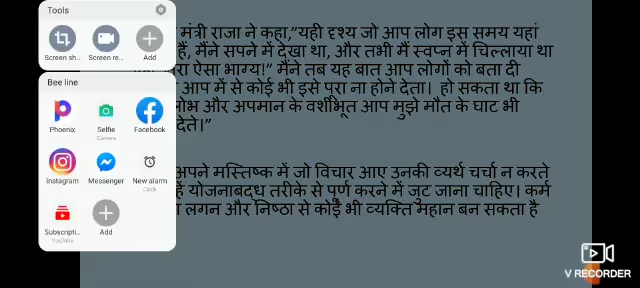 Tools
Screen sh...
Screen re...
Add
Bee line
Phoenix
Selfie
Camera
Facebook
Instagram
Messenger
New alarm
Clock
Subscripti...
YouTube
Add
मंत्री राजा ने कहा,"यही दृश्य जो आप लोग इस समय यहां
हैं, मैंने सपने में देखा था, और तभी मैं स्वप्न में चिल्लाया था
ऐसा भाग्य!” मैंने तब यह बात आप लोगों को बता दी
आप में से कोई भी इसे पूरा ना होने देता। हो सकता था कि
और अपमान के वशीभूत आप मुझे मौत के घाट भी
देते।”
अपने मस्तिष्क में जो विचार आए उनकी व्यर्थ चर्चा न करते
योजनाबद्ध तरीके से पूर्ण करने में जुट जाना चाहिए। कर्म
लगन और निष्ठा से कोई भी व्यक्ति महान बन सकता है
V RECORDER